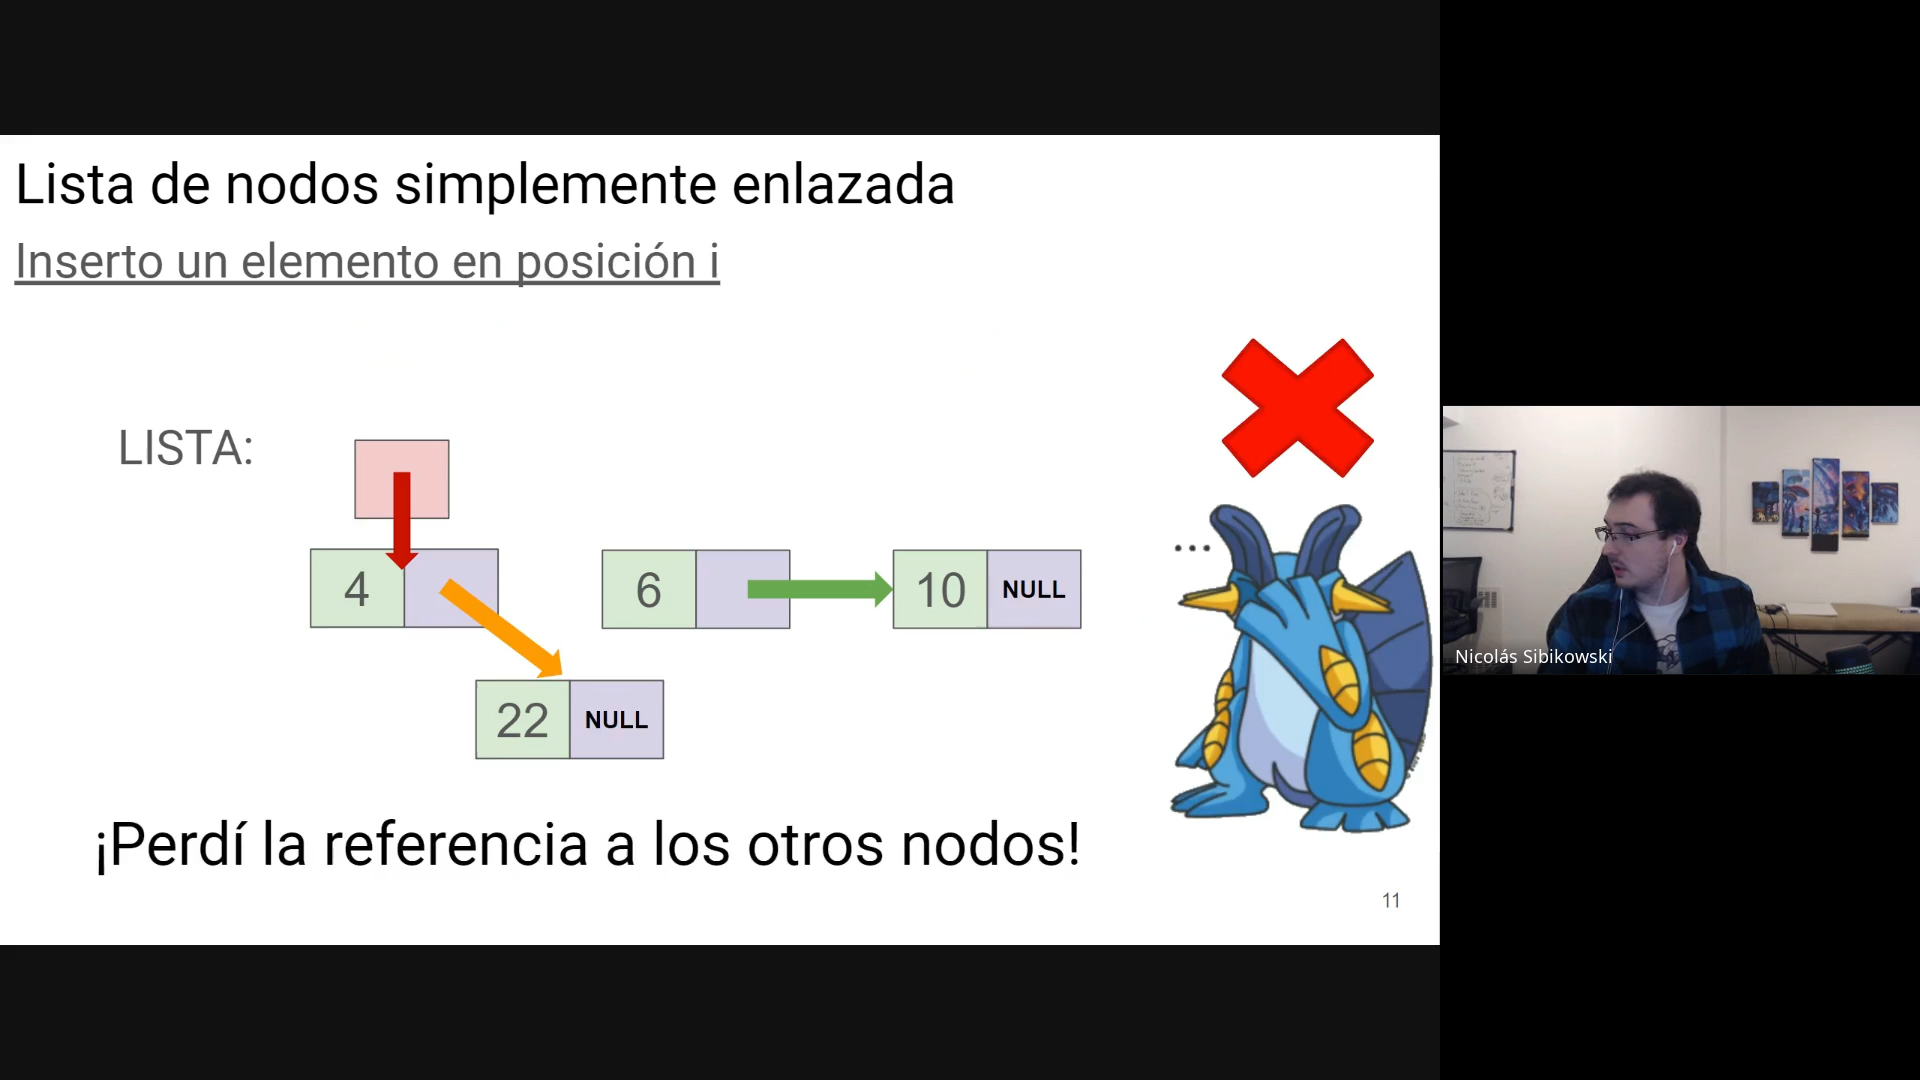 Lista de nodos simplemente enlazada
Inserto un elemento en posición i
LISTA:
4
6
10
NULL
...
22
NULL
¡Perdí la referencia a los otros nodos!
11
Nicolás Sibikowski